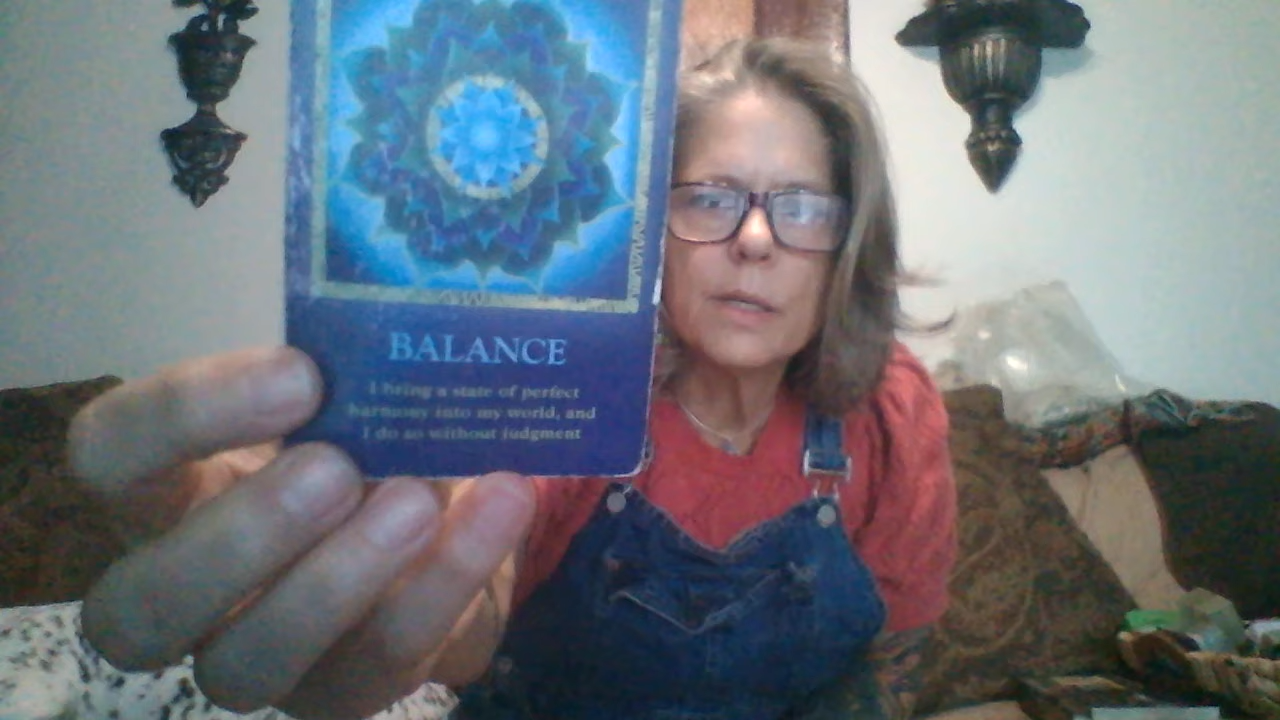 BALANCE
I bring a state of perfect
harmony into my world, and
I do so without judgment